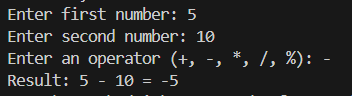 Enter first number: 5
Enter second number: 10
Enter an operator (+, -, *, /, %): -
Result: 5 - 10 = -5